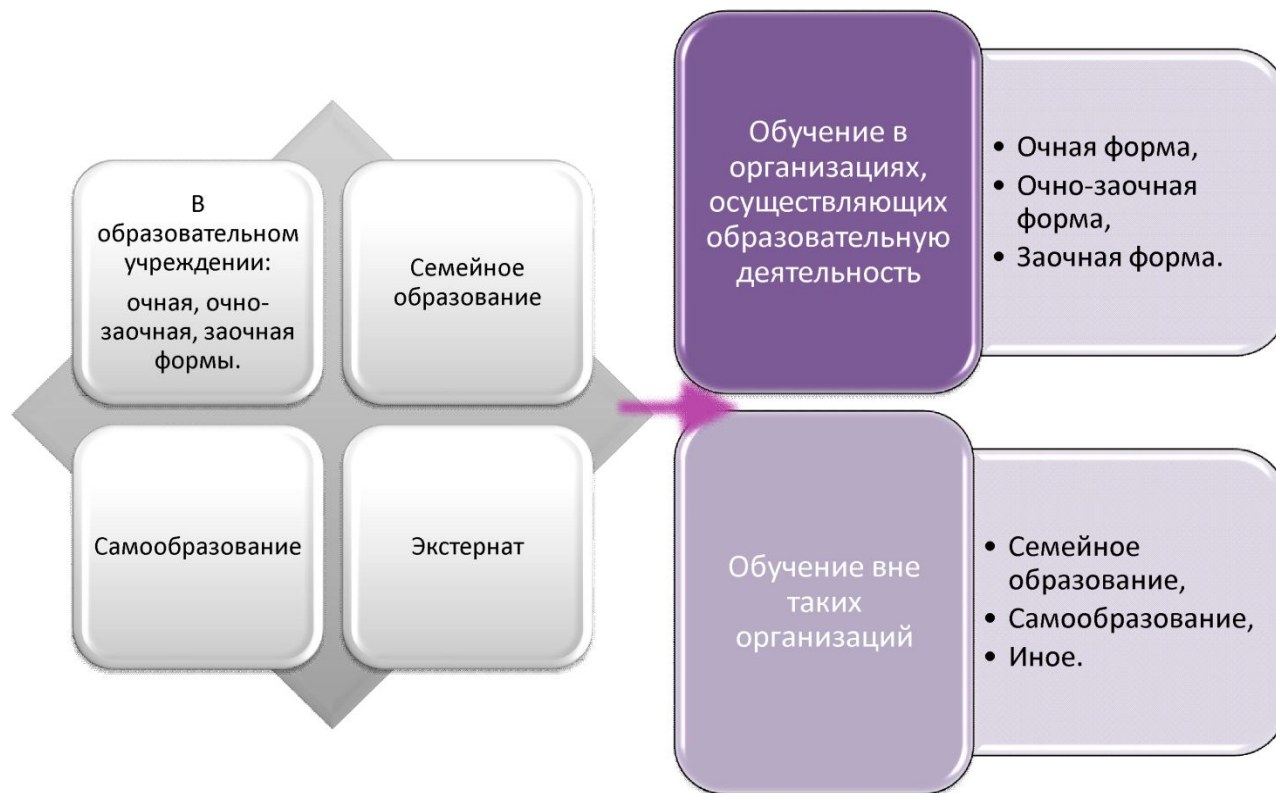 В
образовательном
учреждении:
очная, очно-
заочная, заочная
формы.
Семейное
образование
Самообразование
Экстернат
Обучение в
организациях,
осуществляющих
образовательную
деятельность
• Очная форма,
• Очно-заочная
форма,
• Заочная форма.
Обучение вне
таких
организаций
• Семейное
образование,
• Самообразование,
• Иное.